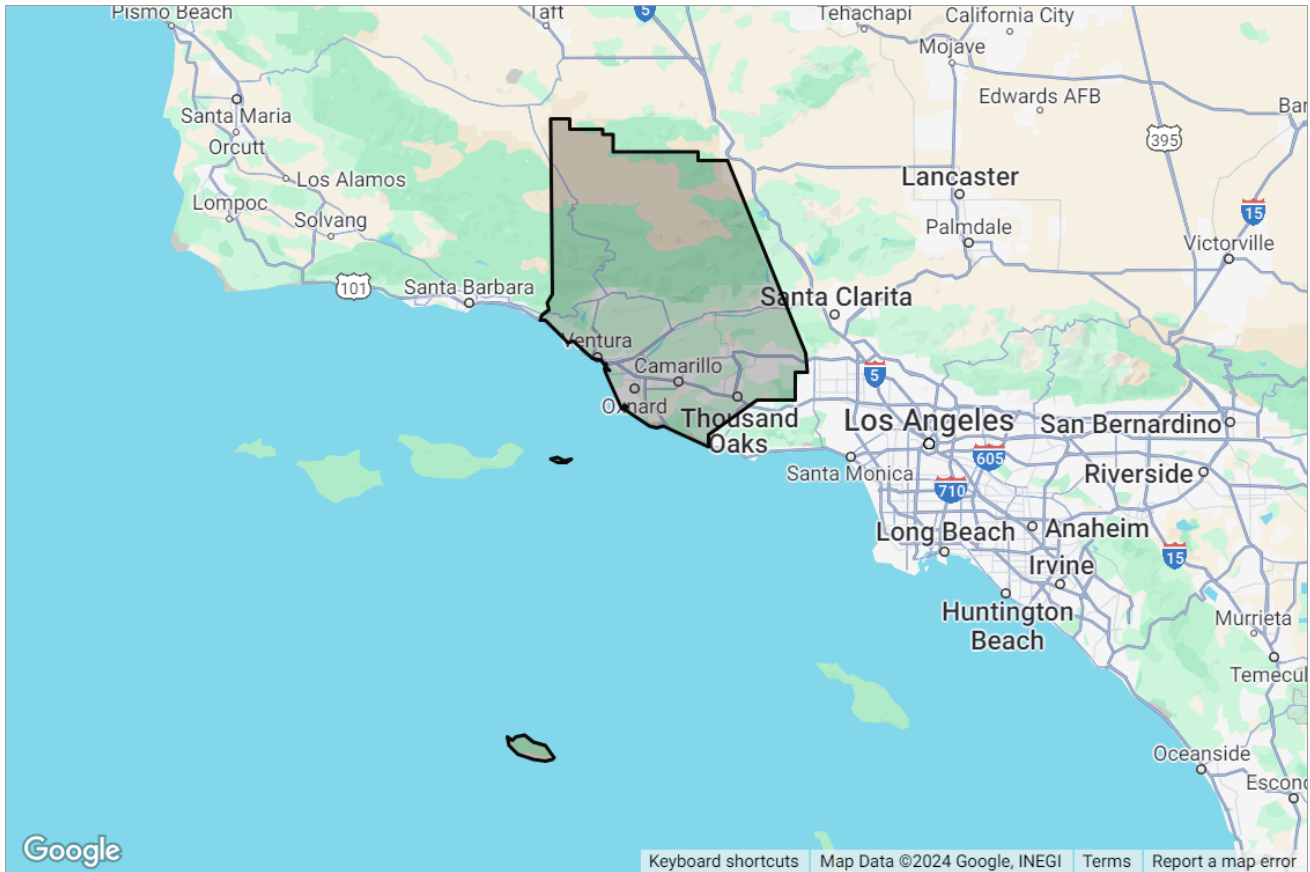 Pismo Beach
Taft
5
Tehachapi
California City
Mojave
Edwards AFB
Santa Maria
Orcutt
395
Los Alamos
Lancaster
Lompoc
Solvang
15
Palmdale
Victorville
101
Santa Barbara
Santa Clarita
Ventura
Camarillo
5
Oxnard
Thousand
Oaks
Los Angeles
San Bernardino
605
Santa Monica
Riverside
710
Long Beach
Anaheim
15
Irvine
Huntington
Beach
Murrieta
Temecul
Oceanside
Escond
Google
Keyboard shortcuts
Map Data ©2024 Google, INEGI
Terms
Report a map error